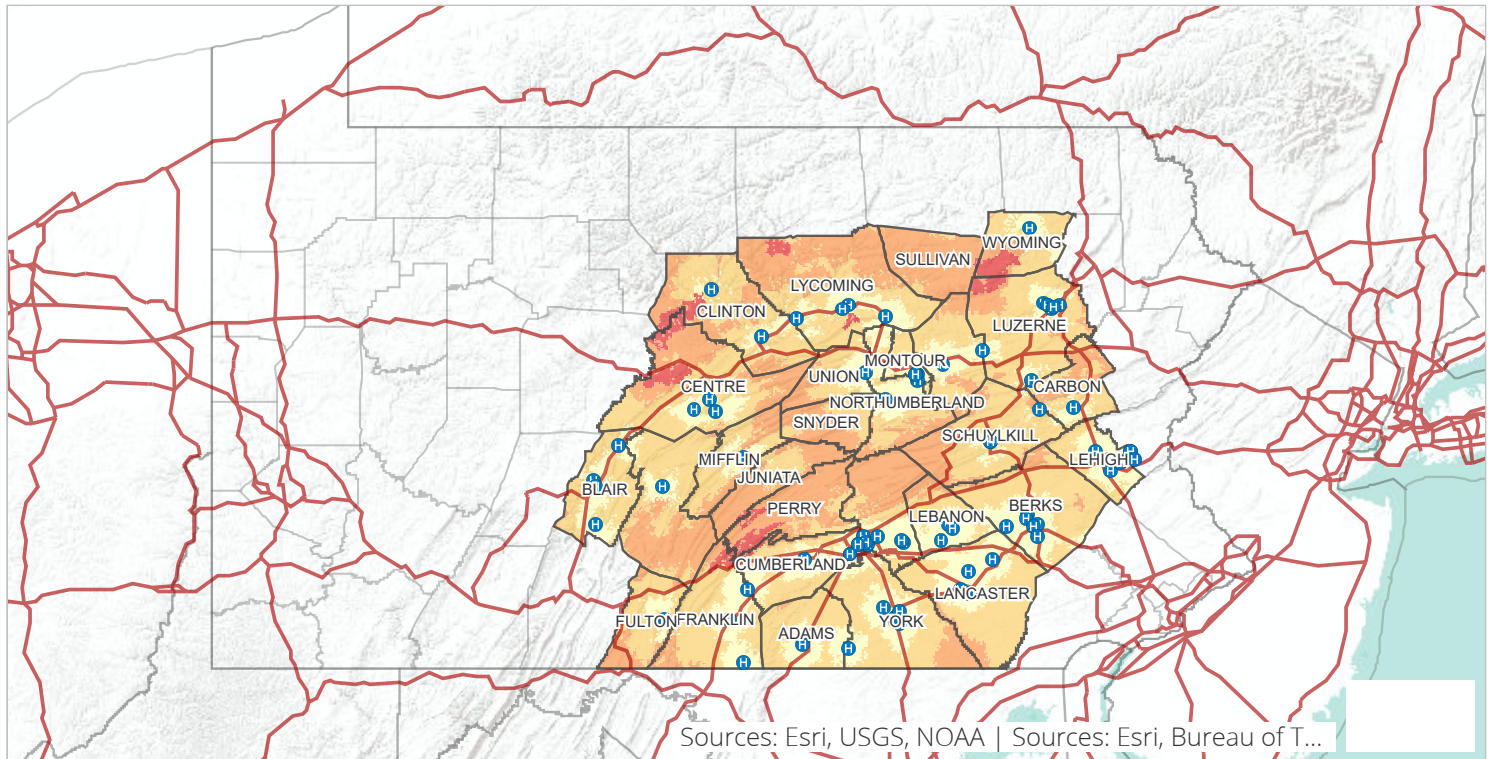 WYOMING
SULLIVAN
LYCOMING
CLINTON
LUZERNE
MONTOUR
UNION
CENTRE
CARBON
NORTHUMBERLAND
SNYDER
SCHUYLKILL
MIFFLIN
LEHIGH
JUNIATA
BLAIR
PERRY
BERKS
LEBANON
CUMBERLAND
LANCASTER
FULTON
FRANKLIN
YORK
ADAMS
H
Sources: Esri, USGS, NOAA | Sources: Esri, Bureau of T...